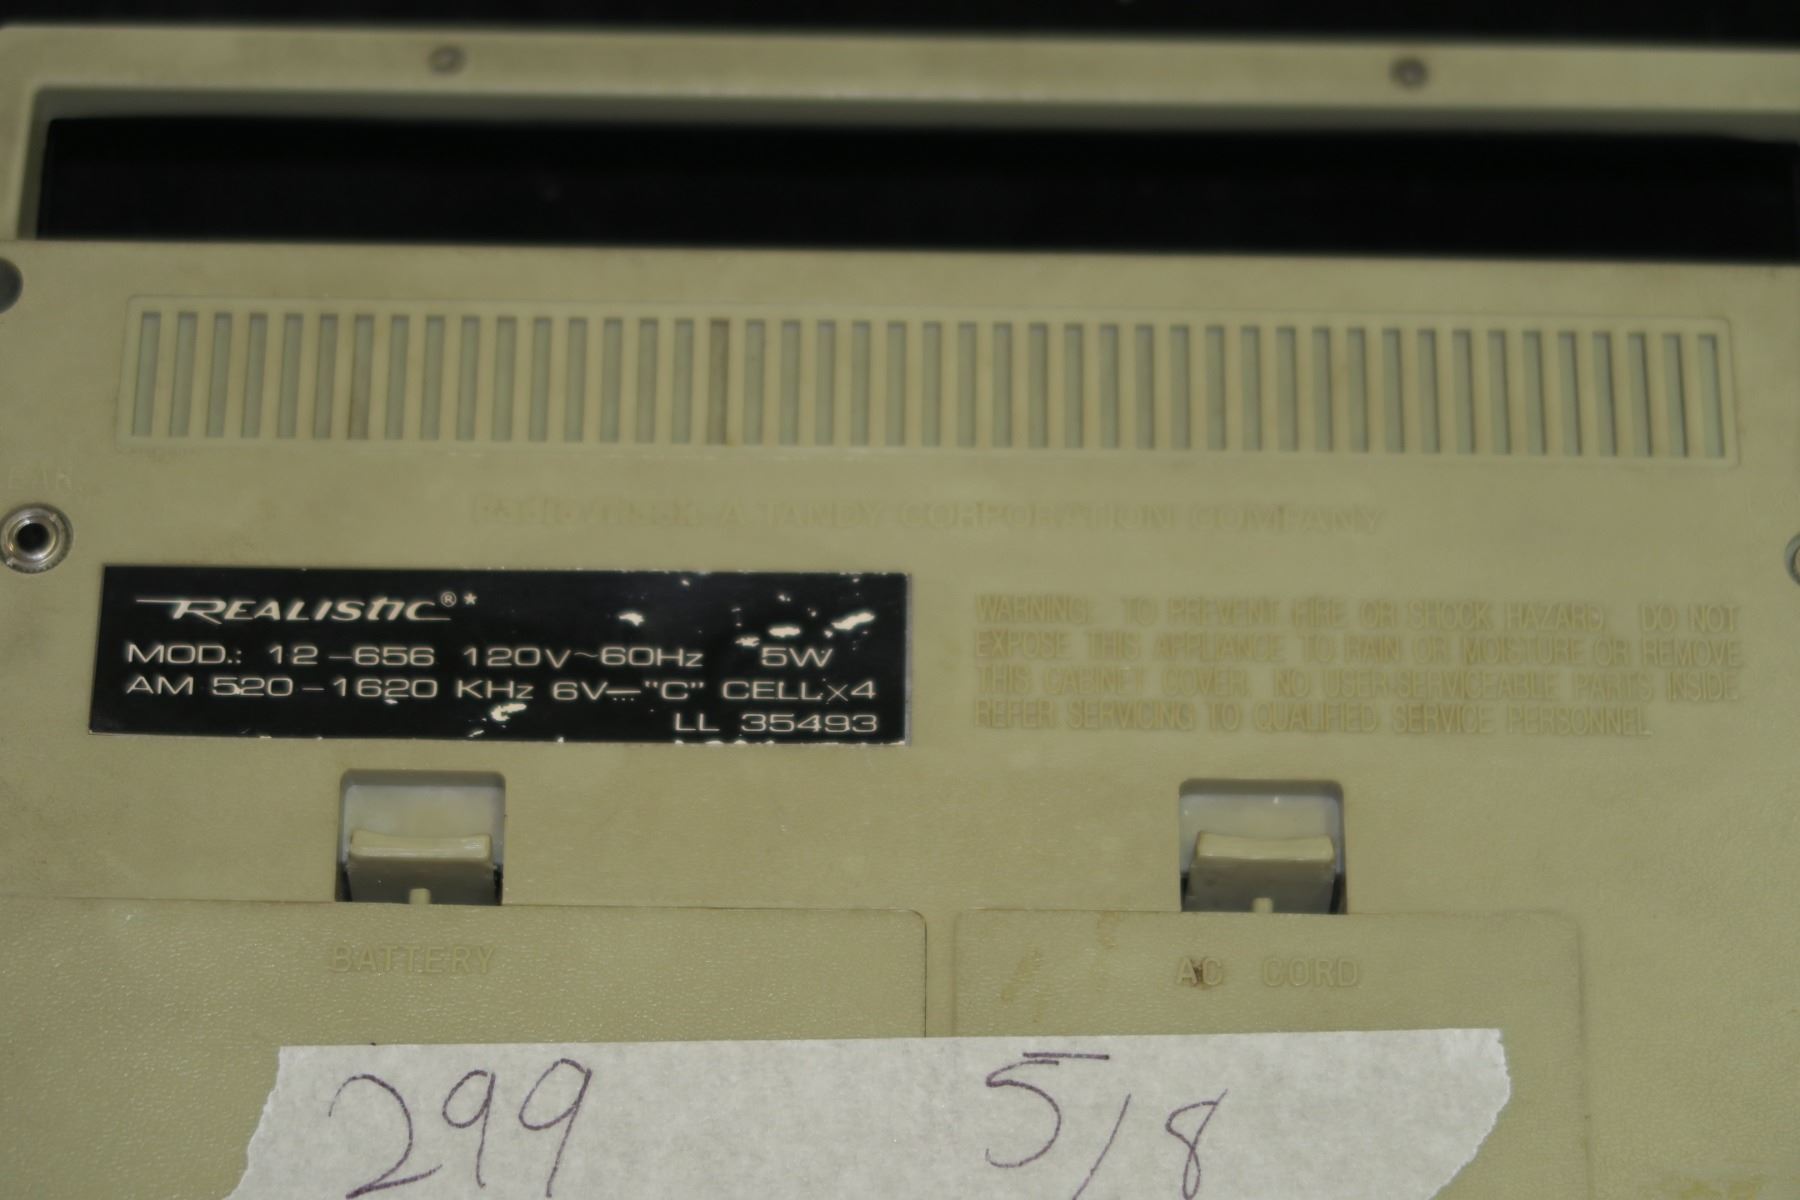 EAR
Radio Shack A TANDY CORPORATION COMPANY
REALISTIC®*
MOD.: 12-656 120V~60Hz 5W
AM 520-1620 KHz 6V⎓"C" CELL×4
LL 35493
WARNING: TO PREVENT FIRE OR SHOCK HAZARD, DO NOT
EXPOSE THIS APPLIANCE TO RAIN OR MOISTURE OR REMOVE
THIS CABINET COVER. NO USER-SERVICEABLE PARTS INSIDE.
REFER SERVICING TO QUALIFIED SERVICE PERSONNEL
BATTERY
AC CORD
299 5/8